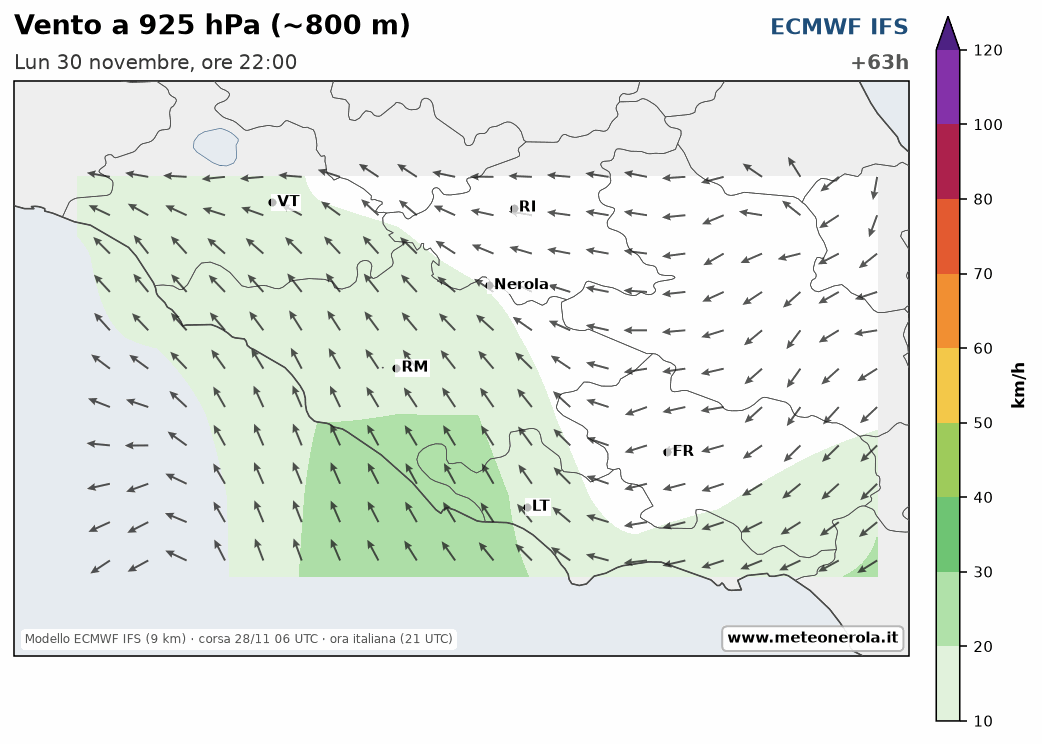 Vento a 925 hPa (~800 m)
ECMWF IFS
Lun 30 novembre, ore 22:00
+63h
VT
RI
Nerola
RM
FR
LT
120
100
80
70
60
50
40
30
20
10
km/h
Modello ECMWF IFS (9 km) · corsa 28/11 06 UTC · ora italiana (21 UTC)
www.meteonerola.it